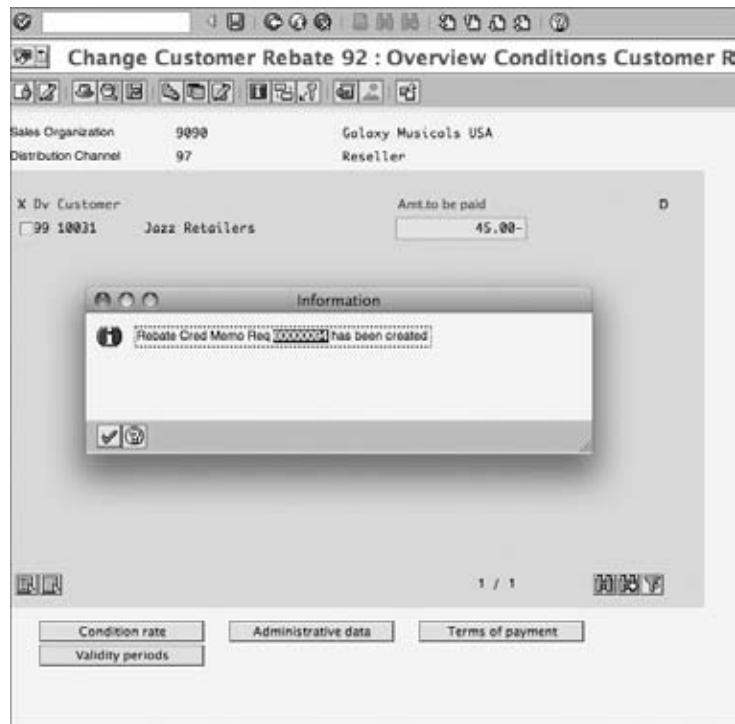 Change Customer Rebate 92 : Overview Conditions Customer R
Sales Organization 9090 Galaxy Musicals USA
Distribution Channel 97 Reseller
X Dv Customer Amt.to be paid D
99 10031 Jazz Retailers 45.00-
Information
Rebate Cred Memo Req has been created
1 / 1
Condition rate Administrative data Terms of payment
Validity periods